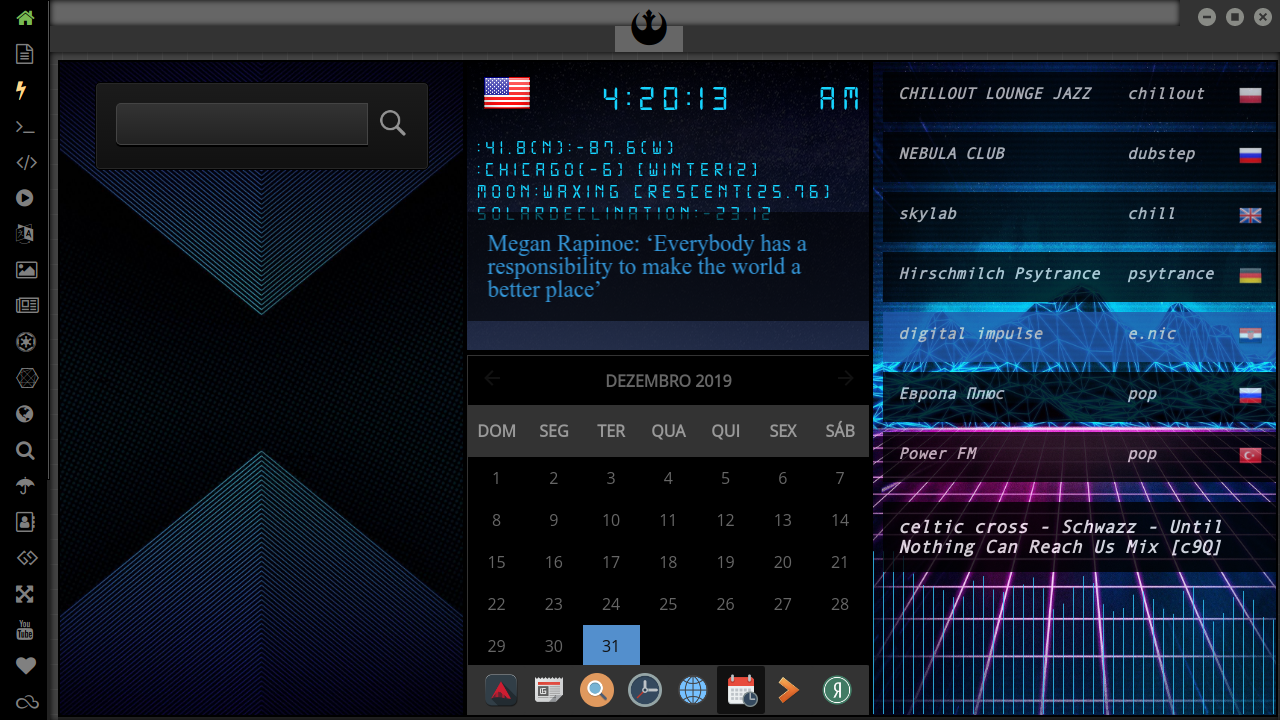 4:20:13 AM
:41.8(N):-87.6(W)
:CHICAGO(-6) (WINTER12)
MOON:WAXING CRESCENT(25.76)
SOLARDECLINATION:-23.12
Megan Rapinoe: ‘Everybody has a
responsibility to make the world a
better place’
DEZEMBRO 2019
DOM SEG TER QUA QUI SEX SÁB
1 2 3 4 5 6 7
8 9 10 11 12 13 14
15 16 17 18 19 20 21
22 23 24 25 26 27 28
29 30 31
CHILLOUT LOUNGE JAZZ chillout
NEBULA CLUB dubstep
skylab chill
Hirschmilch Psytrance psytrance
digital impulse e.nic
Европа Плюс pop
Power FM pop
celtic cross - Schwazz - Until
Nothing Can Reach Us Mix [c9Q]
You
Tube
Я